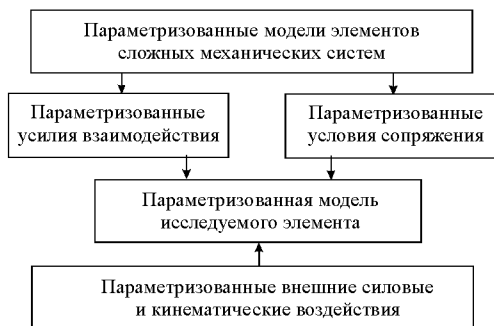 Параметризованные модели элементов
сложных механических систем
Параметризованные
усилия взаимодействия
Параметризованные
условия сопряжения
Параметризованная модель
исследуемого элемента
Параметризованные внешние силовые
и кинематические воздействия